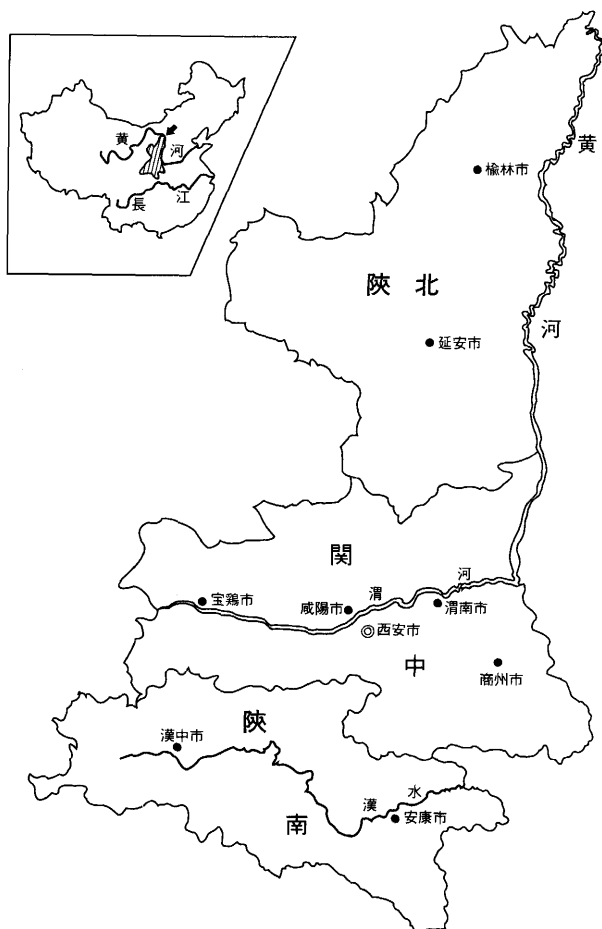 黄
河
長
江
黄
河
楡林市
陝北
延安市
関
中
渭
河
宝鶏市
咸陽市
渭南市
西安市
商州市
陝
南
漢中市
漢
水
安康市